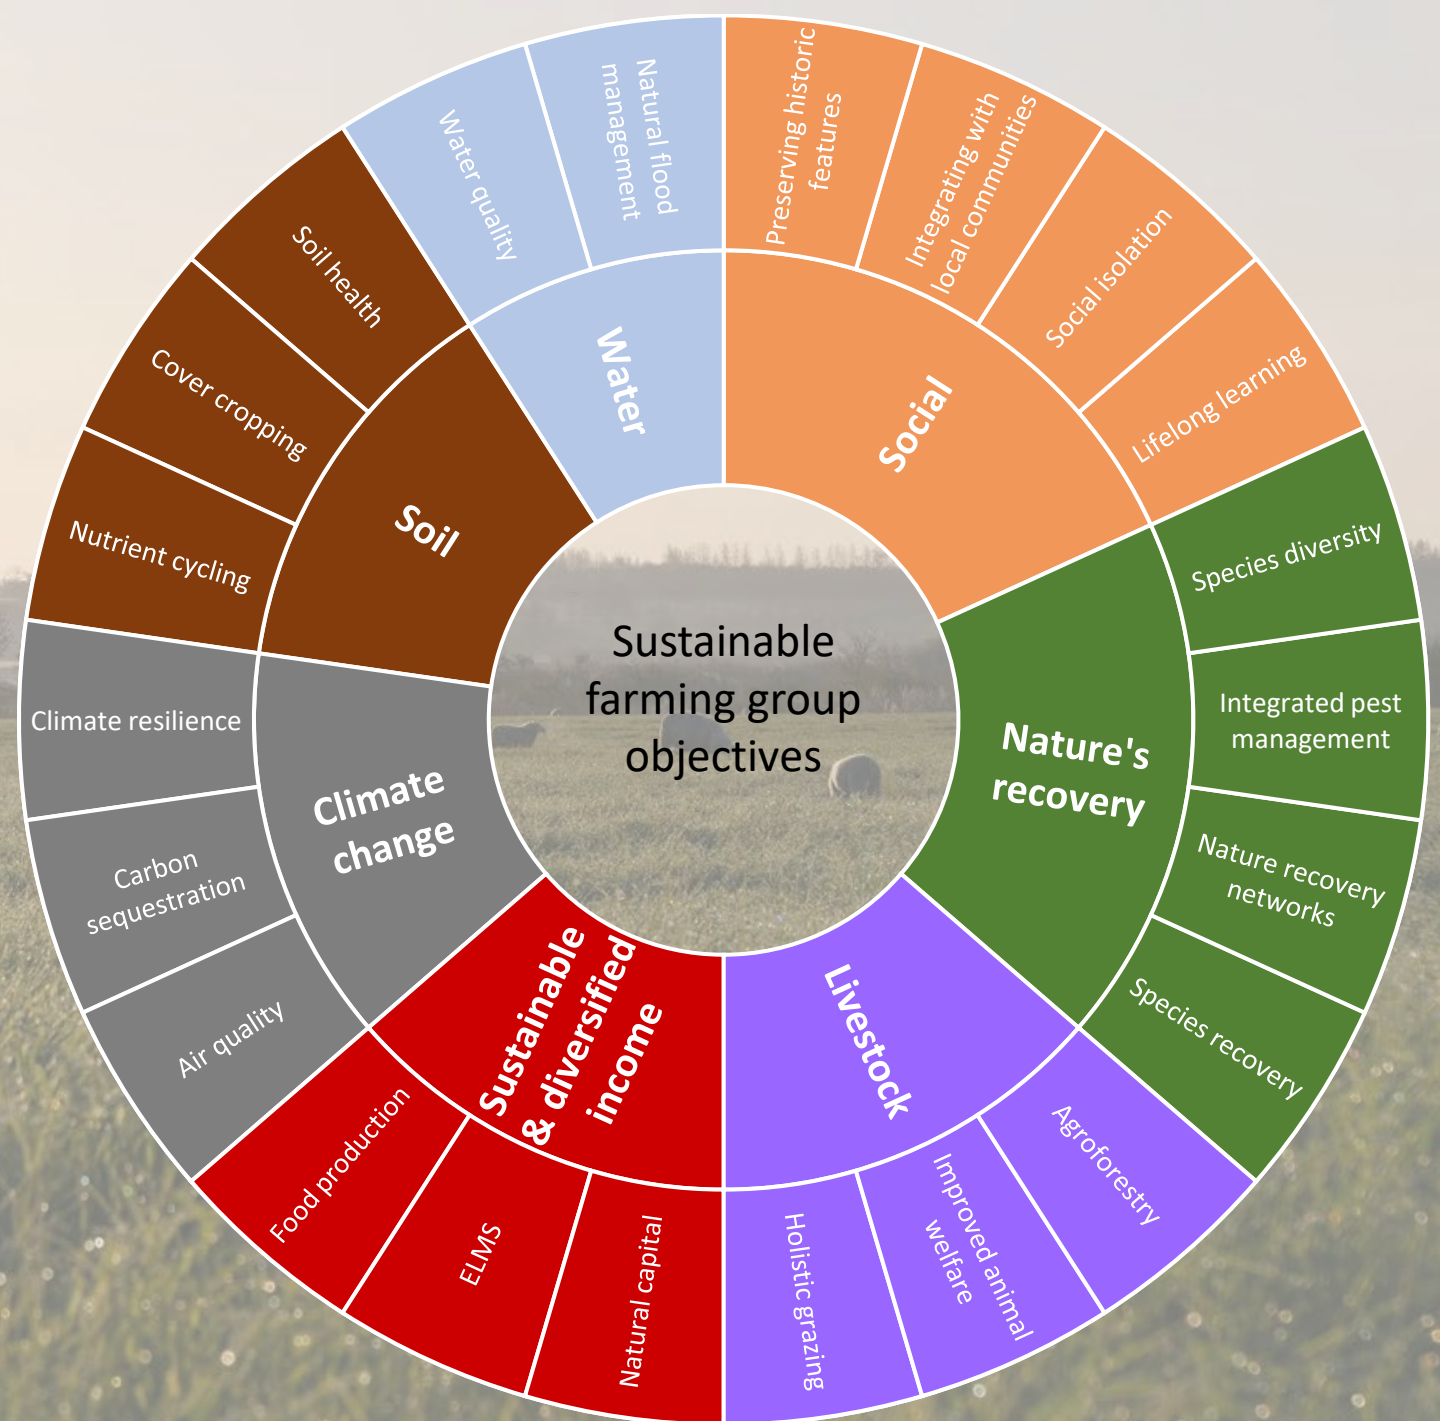 Sustainable
farming group
objectives
Social
Preserving historic
features
Integrating with
local communities
Social isolation
Lifelong learning
Nature's
recovery
Species diversity
Integrated pest
management
Nature recovery
networks
Species recovery
Livestock
Agroforestry
Improved animal
welfare
Holistic grazing
Sustainable
& diversified
income
Natural capital
ELMS
Food production
Climate
change
Air quality
Carbon
sequestration
Climate resilience
Soil
Nutrient cycling
Cover cropping
Soil health
Water
Water quality
Natural flood
management